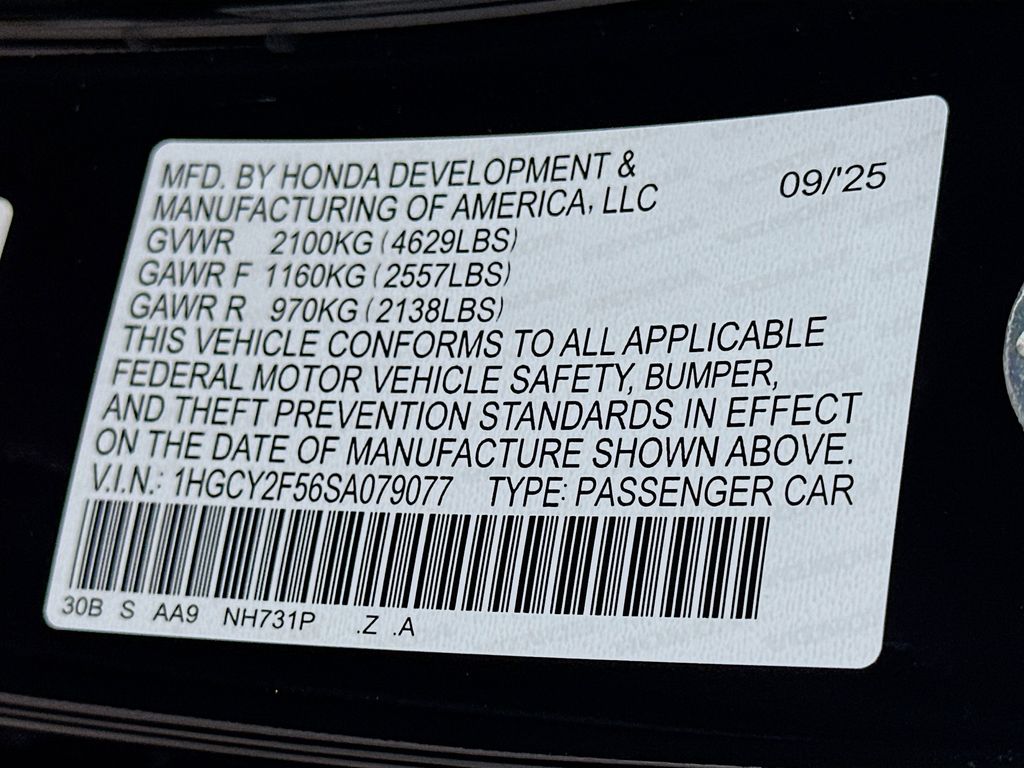 MFD. BY HONDA DEVELOPMENT &
MANUFACTURING OF AMERICA, LLC
09/'25
GVWR 2100KG (4629LBS)
GAWR F 1160KG (2557LBS)
GAWR R 970KG (2138LBS)
THIS VEHICLE CONFORMS TO ALL APPLICABLE
FEDERAL MOTOR VEHICLE SAFETY, BUMPER,
AND THEFT PREVENTION STANDARDS IN EFFECT
ON THE DATE OF MANUFACTURE SHOWN ABOVE.
V.I.N.: 1HGCY2F56SA079077 TYPE: PASSENGER CAR
30B S AA9 NH731P .Z .A